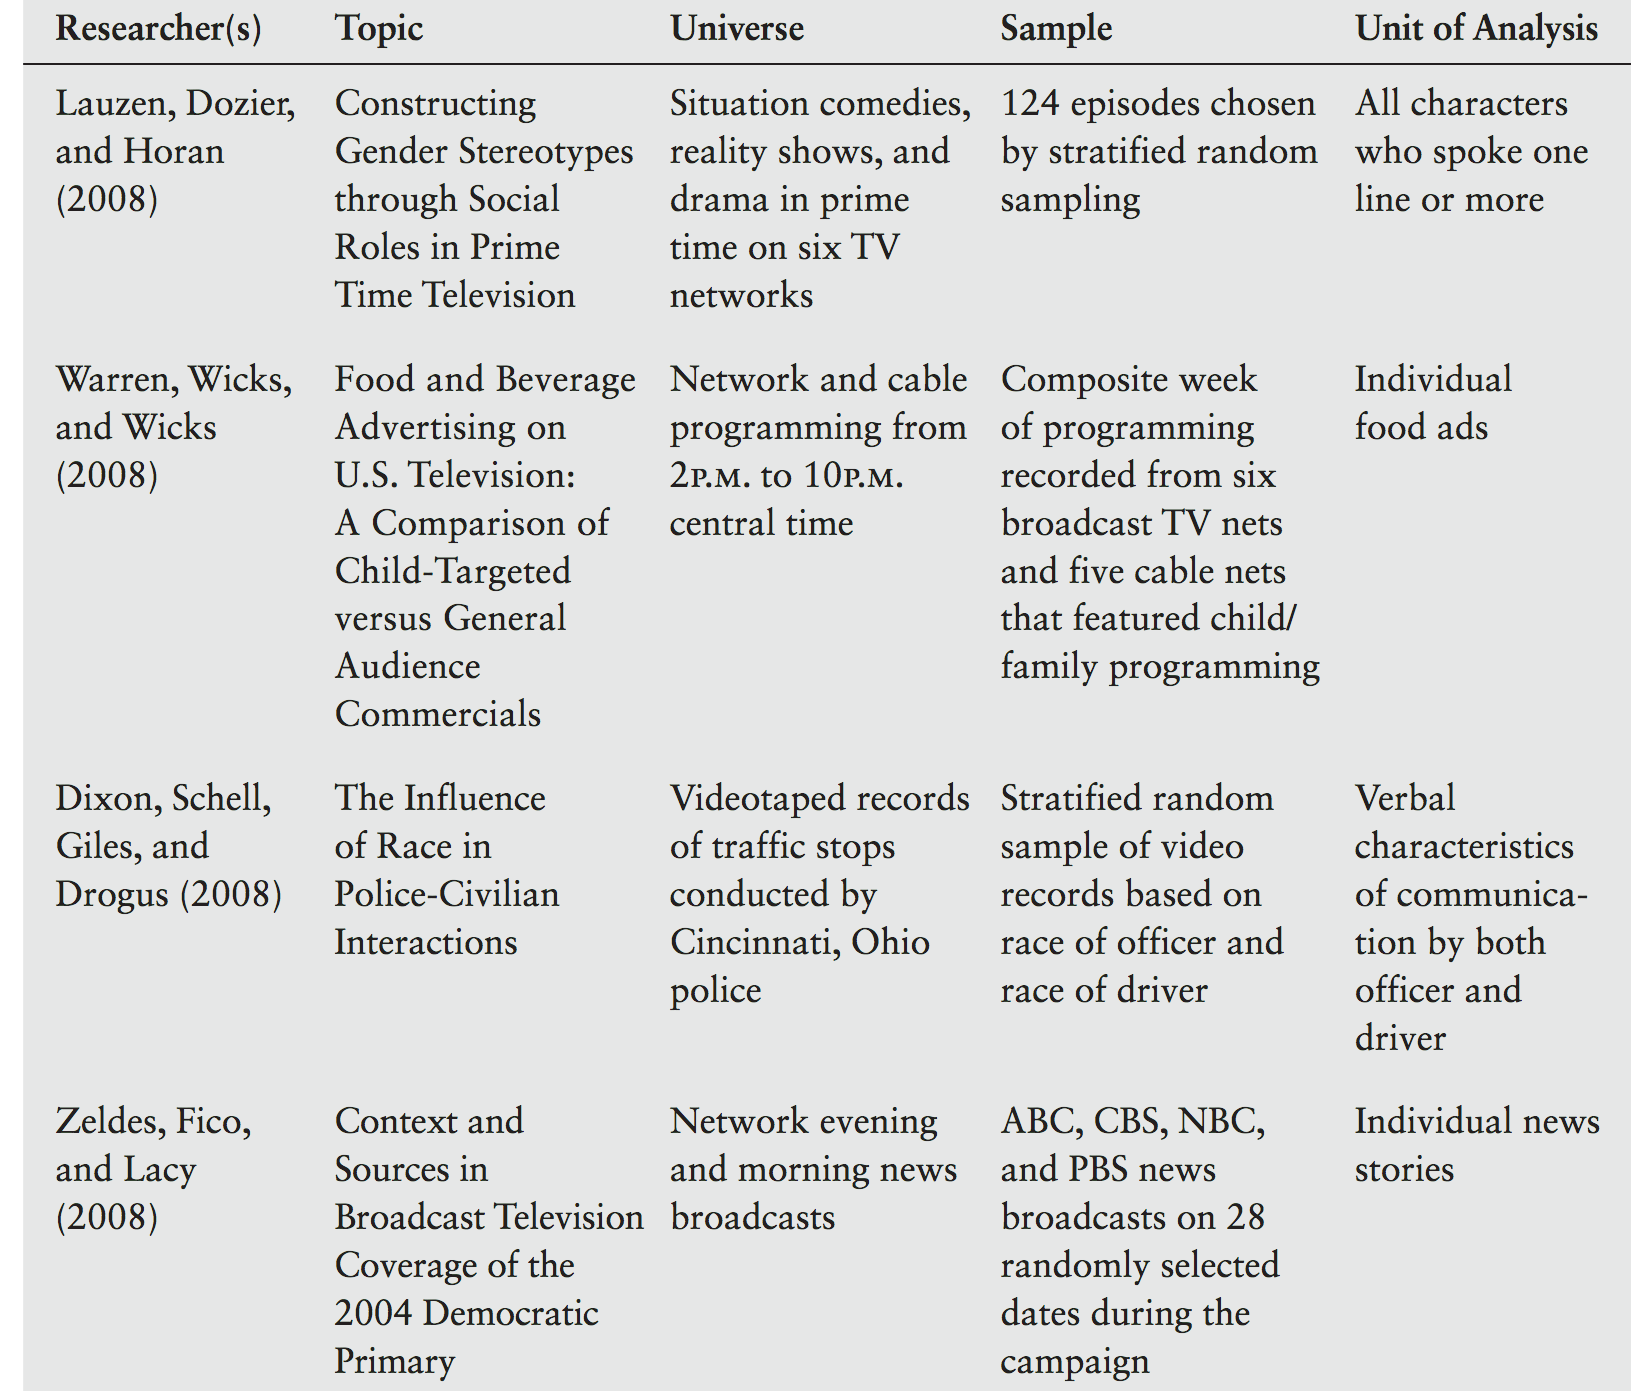 Researcher(s) Topic Universe Sample Unit of Analysis
Lauzen, Dozier, Constructing Situation comedies, 124 episodes chosen All characters
and Horan Gender Stereotypes reality shows, and by stratified random who spoke one
(2008) through Social drama in prime sampling line or more
Roles in Prime time on six TV
Time Television networks
Warren, Wicks, Food and Beverage Network and cable Composite week Individual
and Wicks Advertising on programming from of programming food ads
(2008) U.S. Television: 2P.M. to 10P.M. recorded from six
A Comparison of central time broadcast TV nets
Child-Targeted and five cable nets
versus General that featured child/
Audience family programming
Commercials
Dixon, Schell, The Influence Videotaped records Stratified random Verbal
Giles, and of Race in of traffic stops sample of video characteristics
Drogus (2008) Police-Civilian conducted by records based on of communica-
Interactions Cincinnati, Ohio race of officer and tion by both
police race of driver officer and
driver
Zeldes, Fico, Context and Network evening ABC, CBS, NBC, Individual news
and Lacy Sources in and morning news and PBS news stories
(2008) Broadcast Television broadcasts broadcasts on 28
Coverage of the randomly selected
2004 Democratic dates during the
Primary campaign